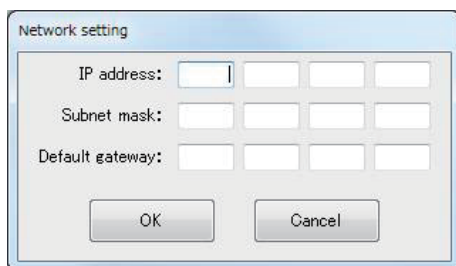 Network setting
IP address:
Subnet mask:
Default gateway:
OK Cancel